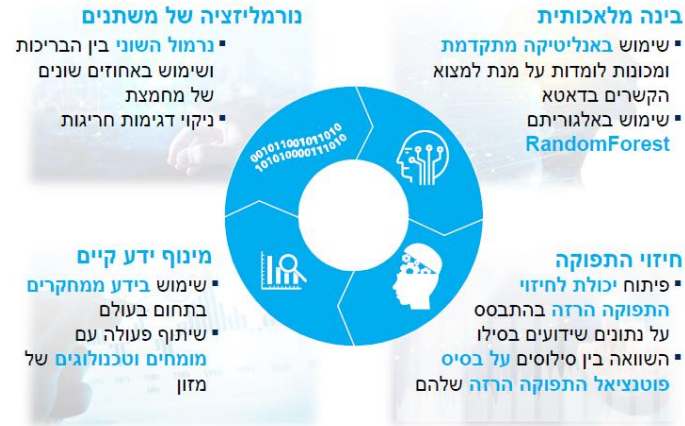 בינה מלאכותית
▪ שימוש באנליטיקה מתקדמת
ומכונות לומדות על מנת למצוא
הקשרים בדאטא
▪ שימוש באלגוריתם
RandomForest
נורמליזציה של משתנים
▪ נרמול השוני בין הבריכות
ושימוש באחוזים שונים
של מחמצת
▪ ניקוי דגימות חריגות
001011001011010
101010000111010
חיזוי התפוקה
▪ פיתוח יכולת לחיזוי
התפוקה הרזה בהתבסס
על נתונים שידועים בסילו
▪ השוואה בין סילוסים על בסיס
פוטנציאל התפוקה הרזה שלהם
מינוף ידע קיים
▪ שימוש בידע ממחקרים
בתחום בעולם
▪ שיתוף פעולה עם
מומחים וטכנולוגים של
מזון